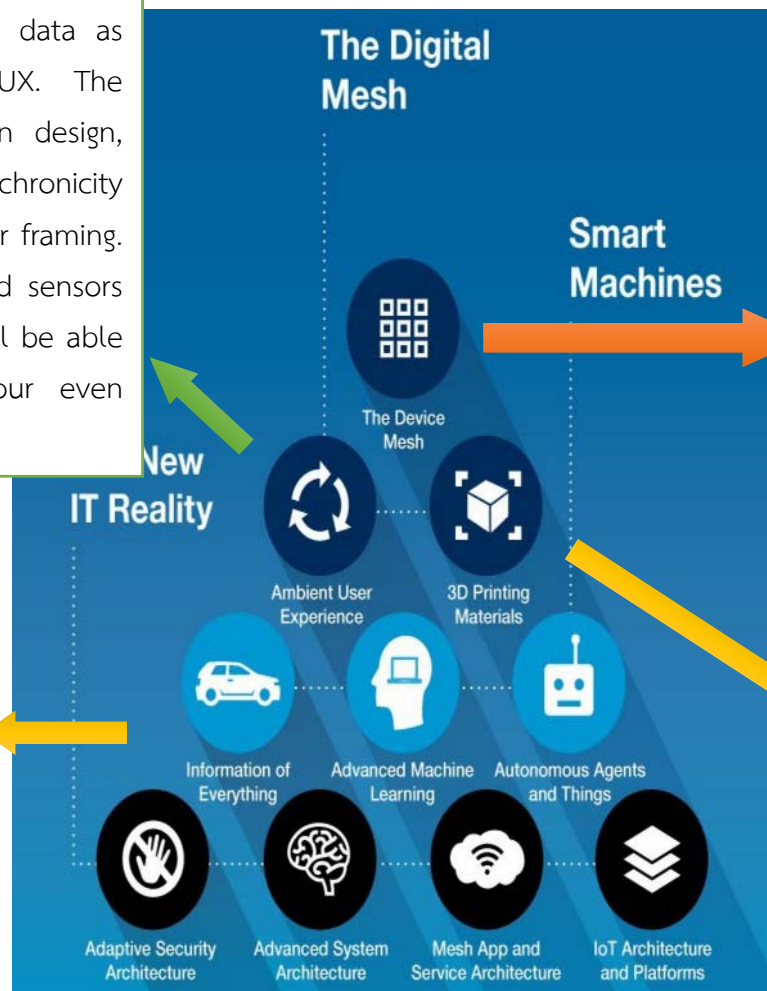 data as
UX. The
n design,
chronicity
r framing.
d sensors
l be able
our even
The Digital
Mesh
Smart
Machines
The Device
Mesh
New
IT Reality
Ambient User
Experience
3D Printing
Materials
Information of
Everything
Advanced Machine
Learning
Autonomous Agents
and Things
Adaptive Security
Architecture
Advanced System
Architecture
Mesh App and
Service Architecture
IoT Architecture
and Platforms